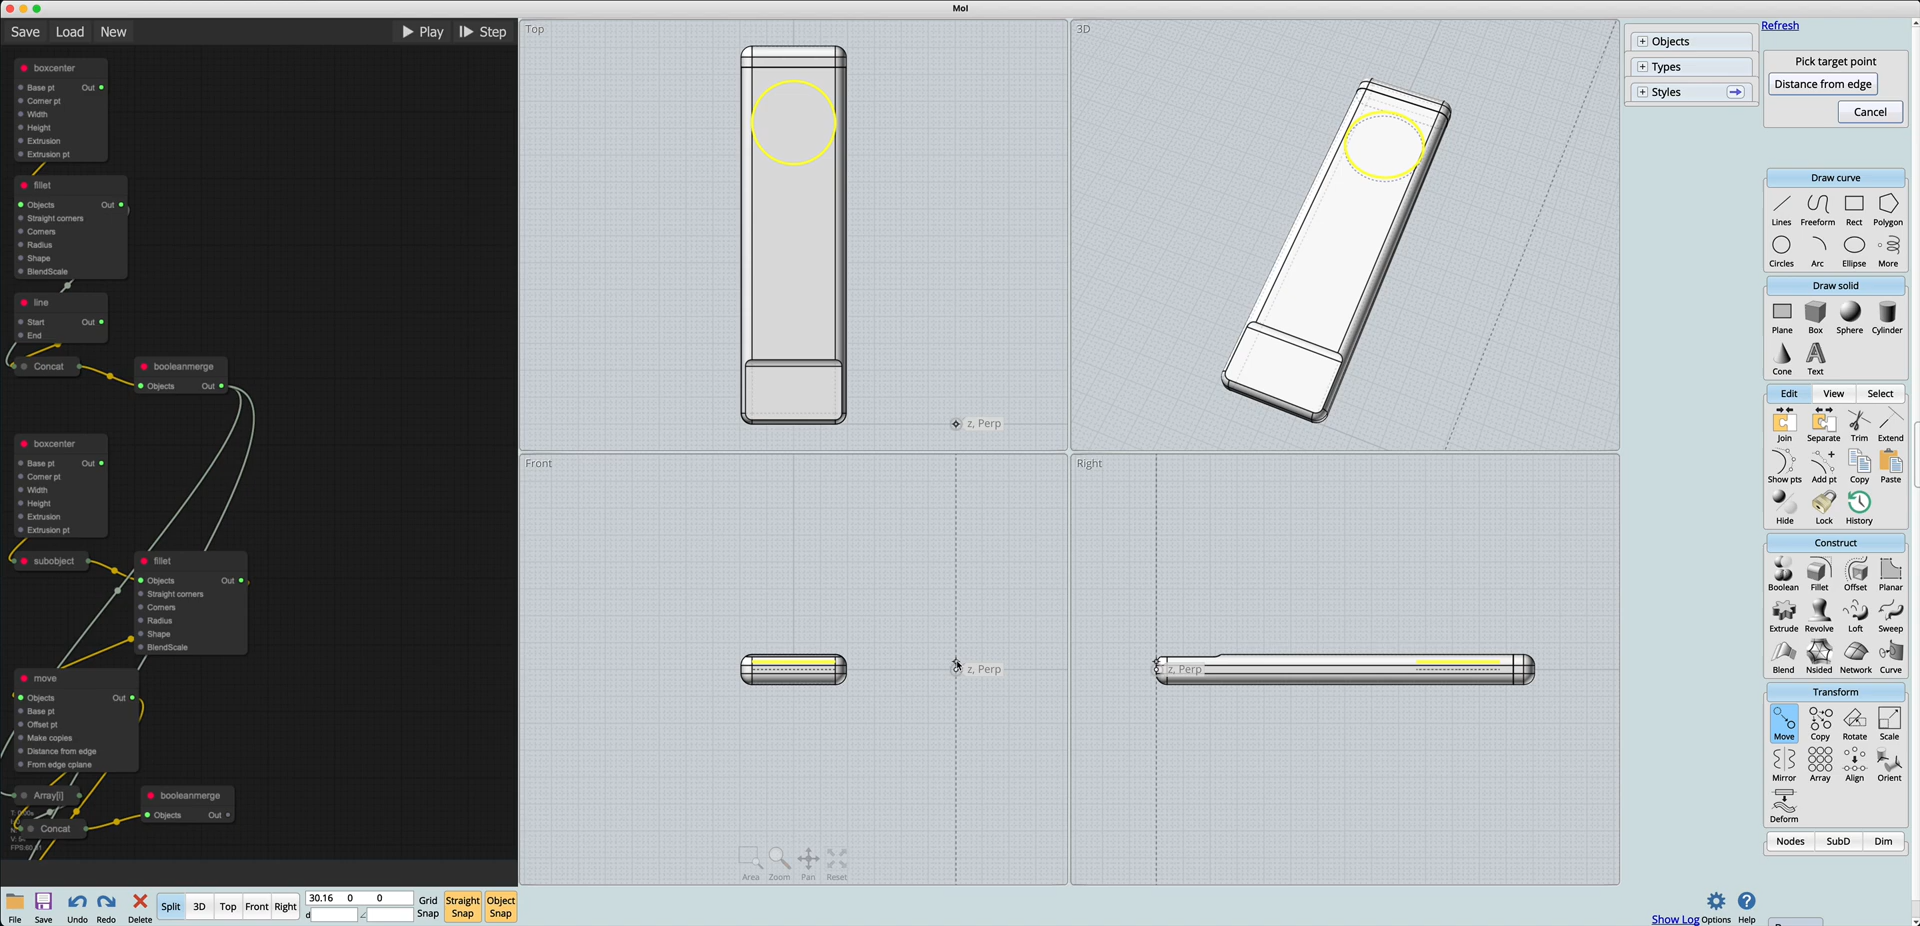 MoI
Save
Load
New
Play
Step
boxcenter
Base pt
Out
Corner pt
Width
Height
Extrusion
Extrusion pt
fillet
Objects
Out
Straight corners
Corners
Radius
Shape
BlendScale
line
Start
Out
End
Concat
booleanmerge
Objects
Out
boxcenter
Base pt
Out
Corner pt
Width
Height
Extrusion
Extrusion pt
subobject
fillet
Objects
Out
Straight corners
Corners
Radius
Shape
BlendScale
move
Objects
Out
Base pt
Offset pt
Make copies
Distance from edge
From edge cplane
Array[i]
booleanmerge
Objects
Out
Concat
Top
z, Perp
3D
Front
z, Perp
Area
Zoom
Pan
Reset
Right
z, Perp
Objects
Types
Styles
Refresh
Pick target point
Distance from edge
Cancel
Draw curve
Lines
Freeform
Rect
Polygon
Circles
Arc
Ellipse
More
Draw solid
Plane
Box
Sphere
Cylinder
Cone
Text
Edit
View
Select
Join
Separate
Trim
Extend
Show pts
Add pt
Copy
Paste
Hide
Lock
History
Construct
Boolean
Fillet
Offset
Planar
Extrude
Revolve
Loft
Sweep
Blend
Nsided
Network
Curve
Transform
Move
Copy
Rotate
Scale
Mirror
Array
Align
Orient
Deform
Nodes
SubD
Dim
File
Save
Undo
Redo
Delete
Split
3D
Top
Front
Right
30.16 0 0
d
Grid Snap
Straight Snap
Object Snap
Show Log
Options
Help